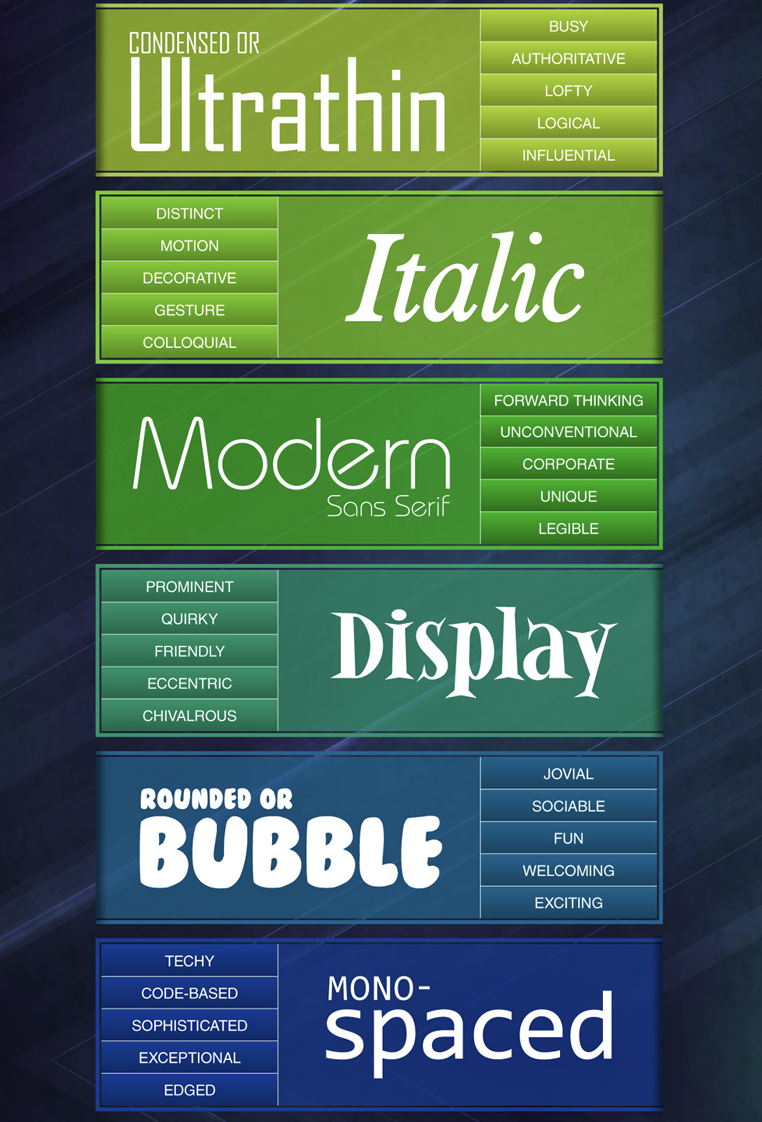 CONDENSED OR
Ultrathin
BUSY
AUTHORITATIVE
LOFTY
LOGICAL
INFLUENTIAL
DISTINCT
MOTION
DECORATIVE
GESTURE
COLLOQUIAL
Italic
Modern
Sans Serif
FORWARD THINKING
UNCONVENTIONAL
CORPORATE
UNIQUE
LEGIBLE
PROMINENT
QUIRKY
FRIENDLY
ECCENTRIC
CHIVALROUS
Display
ROUNDED OR
BUBBLE
JOVIAL
SOCIABLE
FUN
WELCOMING
EXCITING
TECHY
CODE-BASED
SOPHISTICATED
EXCEPTIONAL
EDGED
MONO-
spaced